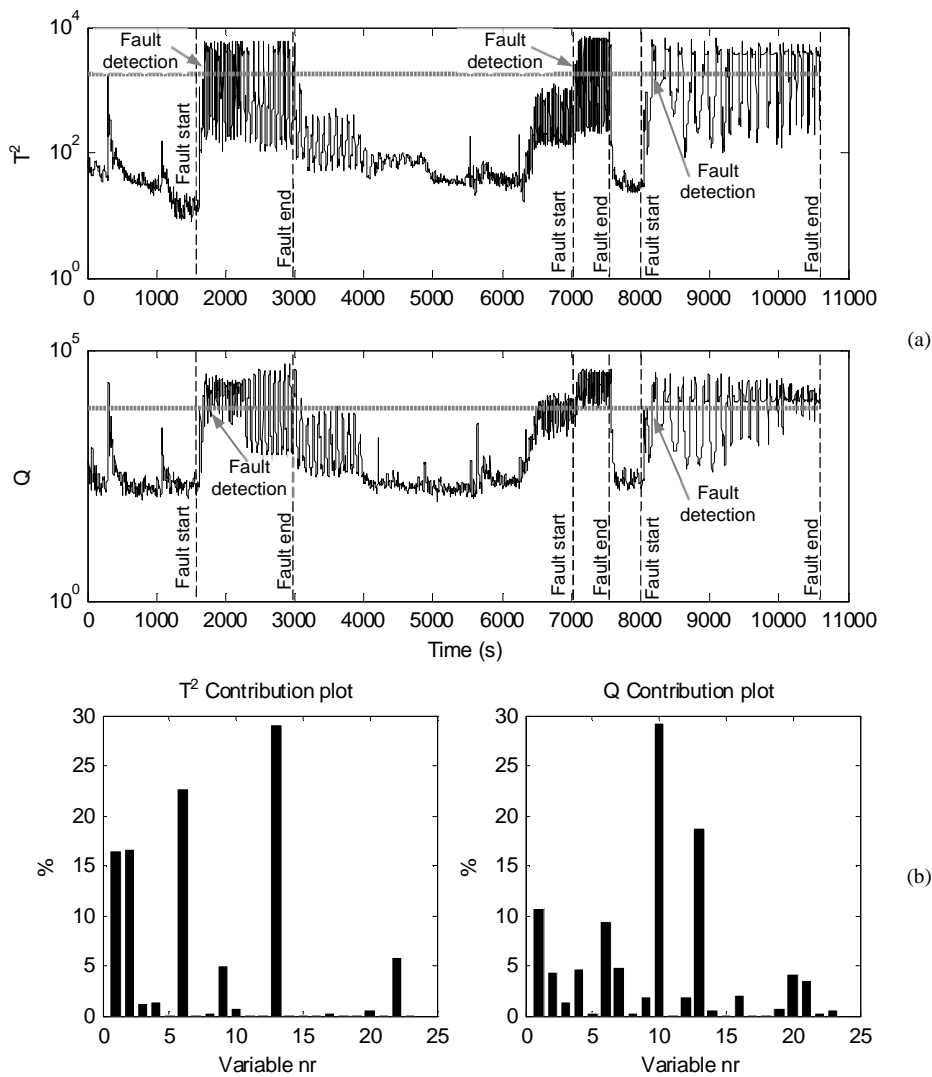 10^4
10^2
10^0
T^2
Fault
detection
Fault start
Fault end
Fault
detection
Fault start
Fault end
Fault start
Fault
detection
Fault end
0 1000 2000 3000 4000 5000 6000 7000 8000 9000 10000 11000
(a)
10^5
10^0
Q
Fault start
Fault
detection
Fault end
Fault start
Fault end
Fault start
Fault
detection
Fault end
0 1000 2000 3000 4000 5000 6000 7000 8000 9000 10000 11000
Time (s)
T^2 Contribution plot
30
25
20
15
10
5
0
%
0 5 10 15 20 25
Variable nr
Q Contribution plot
30
25
20
15
10
5
0
%
0 5 10 15 20 25
Variable nr
(b)